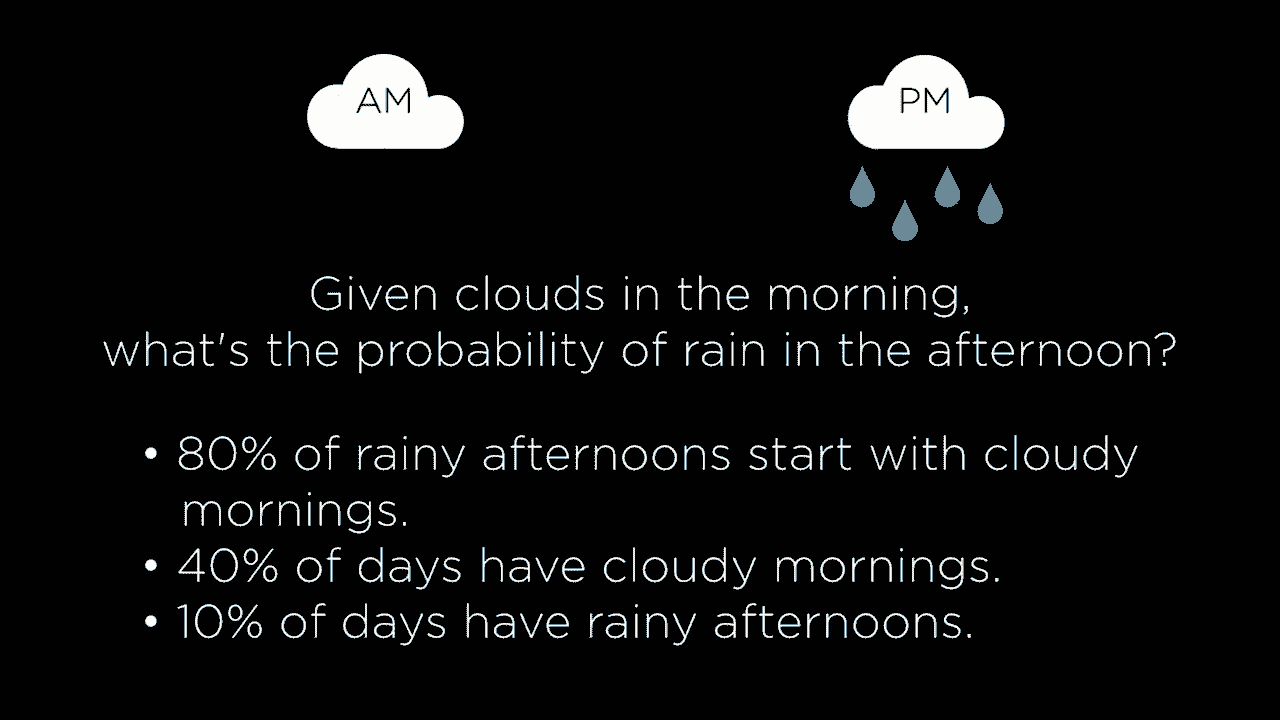 AM
PM
Given clouds in the morning,
what's the probability of rain in the afternoon?
• 80% of rainy afternoons start with cloudy
mornings.
• 40% of days have cloudy mornings.
• 10% of days have rainy afternoons.